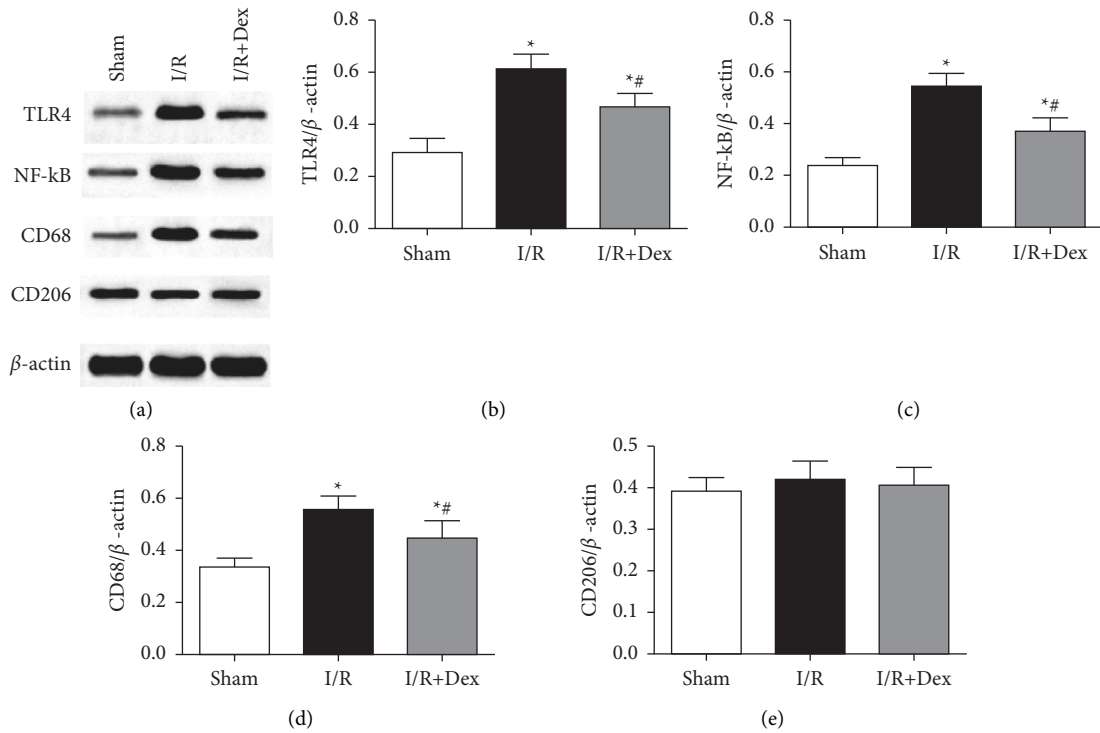 Sham I/R I/R+Dex
TLR4
NF-kB
CD68
CD206
β-actin
(a)
TLR4/β -actin
0.8
0.6
0.4
0.2
0.0
*
*#
Sham I/R I/R+Dex
(b)
NF-kB/β -actin
0.8
0.6
0.4
0.2
0.0
*
*#
Sham I/R I/R+Dex
(c)
CD68/β -actin
0.8
0.6
0.4
0.2
0.0
*
*#
Sham I/R I/R+Dex
(d)
CD206/β -actin
0.5
0.4
0.3
0.2
0.1
0.0
Sham I/R I/R+Dex
(e)